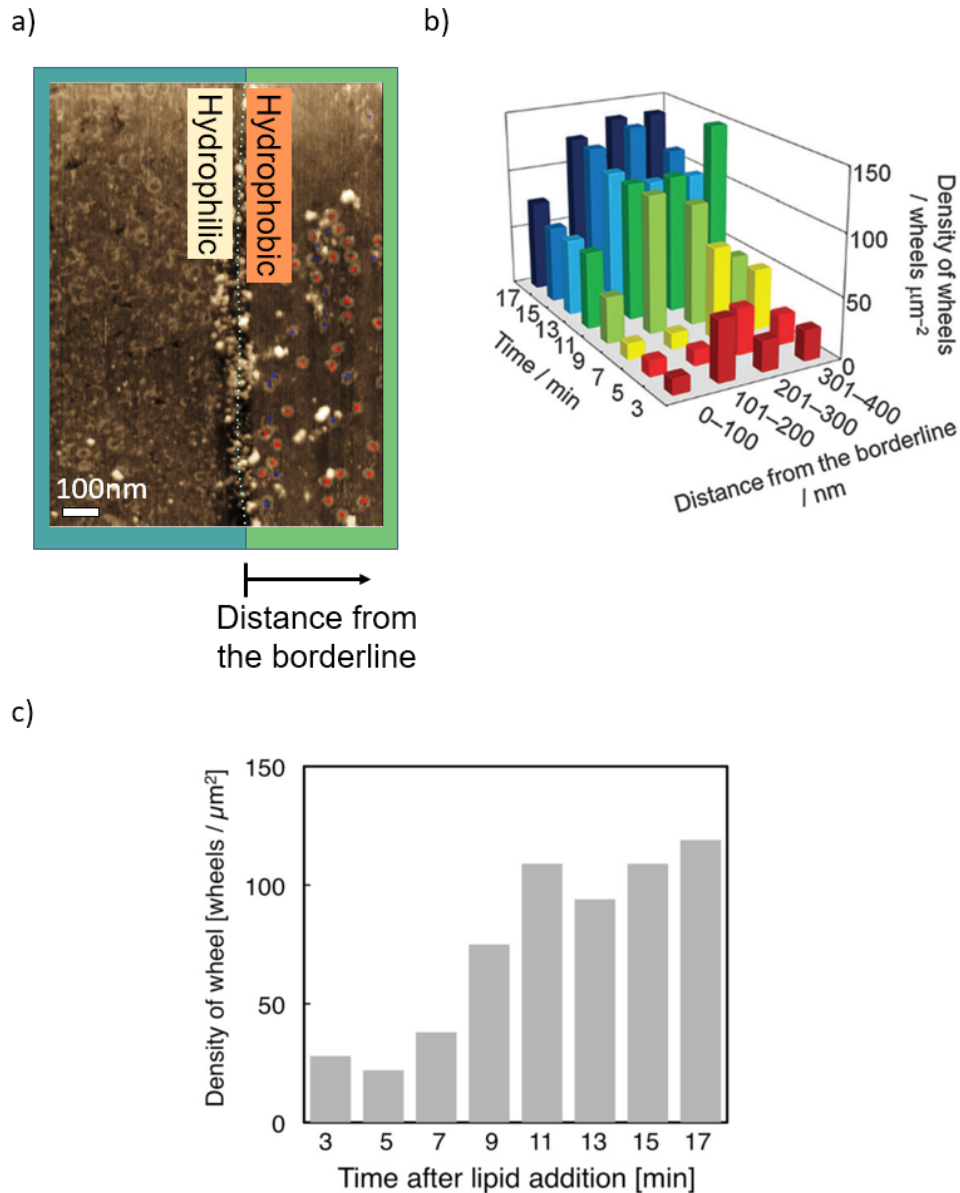 a)
Hydrophilic
Hydrophobic
100nm
Distance from
the borderline
b)
150
100
50
0
Density of wheels
/ wheels μm⁻²
17
15
13
11
9
7
5
3
Time / min
0–100
101–200
201–300
301–400
Distance from the borderline
/ nm
c)
150
100
50
0
Density of wheel [wheels / μm²]
3 5 7 9 11 13 15 17
Time after lipid addition [min]